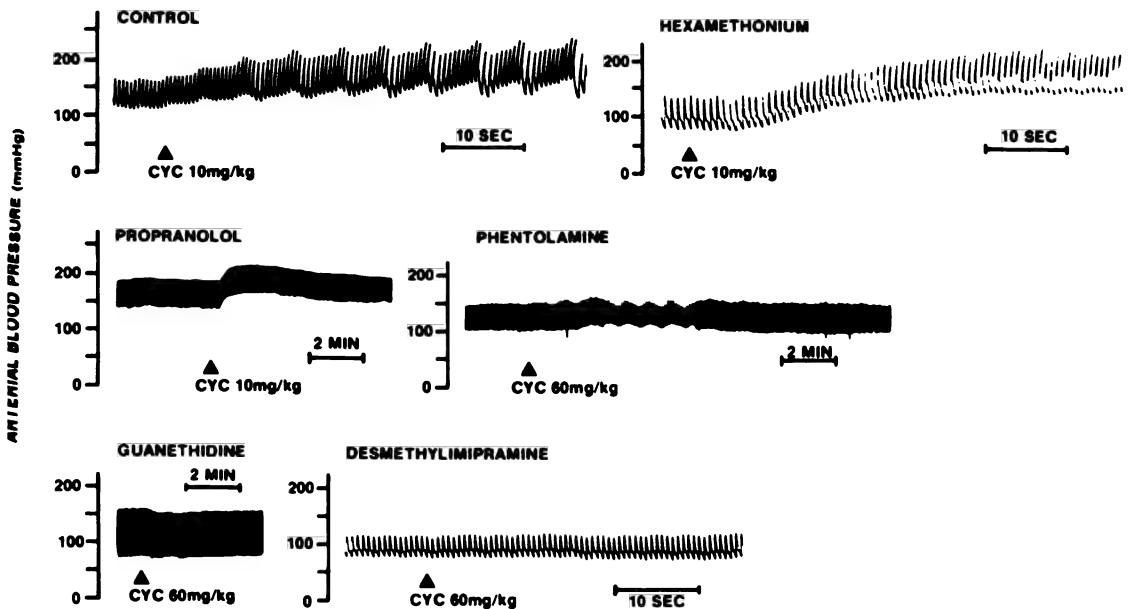 ARTERIAL BLOOD PRESSURE (mmHg)
CONTROL
200
100
0
10 SEC
CYC 10mg/kg
HEXAMETHONIUM
200
100
0
10 SEC
CYC 10mg/kg
PROPRANOLOL
200
100
0
2 MIN
CYC 10mg/kg
PHENTOLAMINE
200
100
0
2 MIN
CYC 60mg/kg
GUANETHIDINE
200
100
0
2 MIN
CYC 60mg/kg
DESMETHYLIMIPRAMINE
200
100
0
10 SEC
CYC 60mg/kg